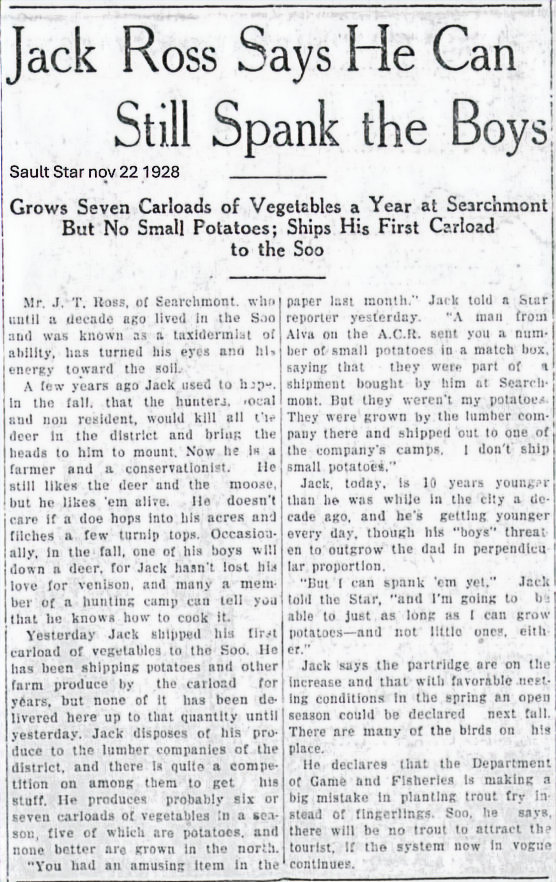 Jack Ross Says He Can
Still Spank the Boys
Sault Star nov 22 1928
Grows Seven Carloads of Vegetables a Year at Searchmont
But No Small Potatoes; Ships His First Carload
to the Soo
Mr. J. T. Ross, of Searchmont, who
until a decade ago lived in the Soo
and was known as a taxidermist of
ability, has turned his eyes and his
energy toward the soil.
A few years ago Jack used to hope,
in the fall, that the hunters, local
and non resident, would kill all the
deer in the district and bring the
heads to him to mount. Now he is a
farmer and a conservationist. He
still likes the deer and the moose,
but he likes 'em alive. He doesn't
care if a doe hops into his acres and
filches a few turnip tops. Occasion-
ally, in the fall, one of his boys will
down a deer, for Jack hasn't lost his
love for venison, and many a mem-
ber of a hunting camp can tell you
that he knows how to cook it.
Yesterday Jack shipped his first
carload of vegetables to the Soo. He
has been shipping potatoes and other
farm produce by the carload for
years, but none of it has been de-
livered here up to that quantity until
yesterday. Jack disposes of his pro-
duce to the lumber companies of the
district, and there is quite a compe-
tition on among them to get his
stuff. He produces probably six or
seven carloads of vegetables in a sea-
son, five of which are potatoes, and
none better are grown in the north.
"You had an amusing item in the
paper last month." Jack told a Star
reporter yesterday. "A man from
Alva on the A.C.R. sent you a num-
ber of small potatoes in a match box,
saying that they were part of a
shipment bought by him at Search-
mont. But they weren't my potatoes.
They were grown by the lumber com-
pany there and shipped out to one of
the company's camps. I don't ship
small potatoes."
Jack, today, is 10 years younger
than he was while in the city a de-
cade ago, and he's getting younger
every day, though his "boys" threat
en to outgrow the dad in perpendicu
lar proportion.
"But I can spank 'em yet," Jack
told the Star, "and I'm going to be
able to just as long as I can grow
potatoes—and not little ones, eith
er."
Jack says the partridge are on the
increase and that with favorable nest-
ing conditions in the spring an open
season could be declared next fall.
There are many of the birds on his
place.
He declares that the Department
of Game and Fisheries is making a
big mistake in planting trout fry in-
stead of fingerlings. Soo, he says,
there will be no trout to attract the
tourist, if the system now in vogue
continues.